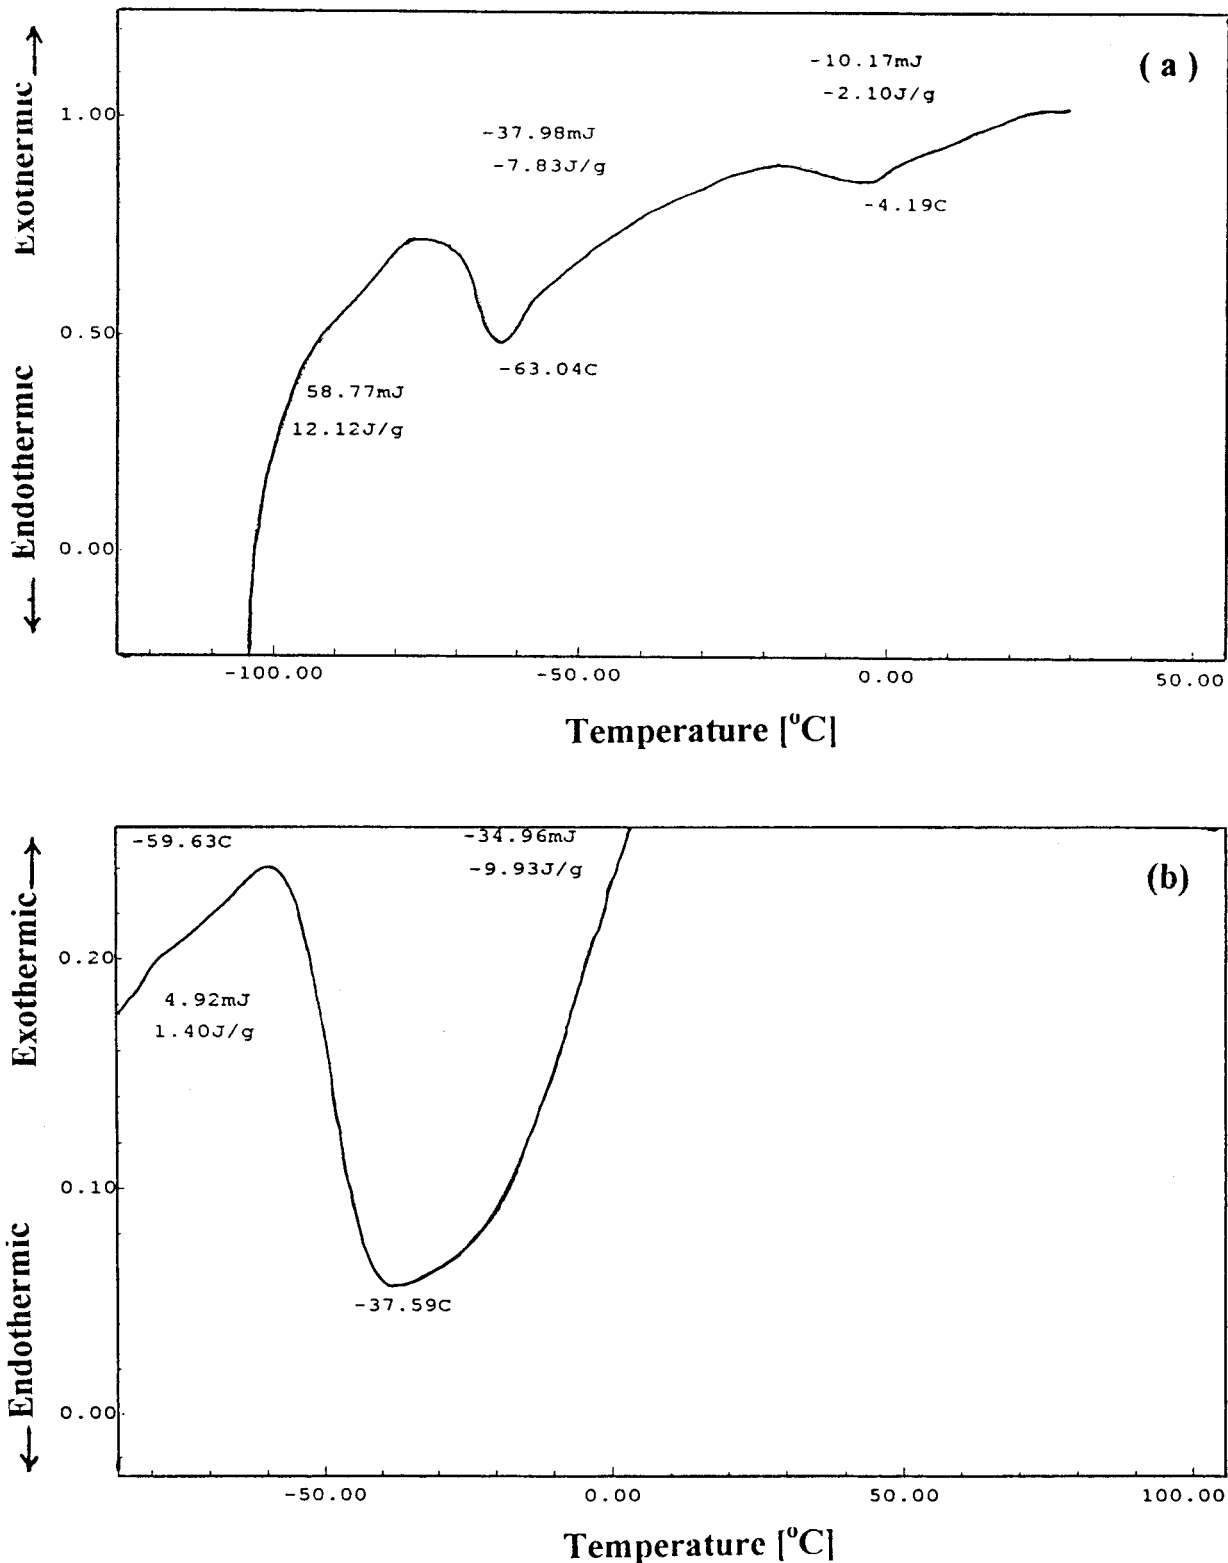 ( a )
-10.17mJ
-2.10J/g
-37.98mJ
-7.83J/g
-4.19C
-63.04C
58.77mJ
12.12J/g
1.00
0.50
0.00
Exothermic
Endothermic
-100.00
-50.00
0.00
50.00
Temperature [°C]
(b)
-59.63C
-34.96mJ
-9.93J/g
4.92mJ
1.40J/g
-37.59C
0.20
0.10
0.00
Exothermic
Endothermic
-50.00
0.00
50.00
100.00
Temperature [°C]